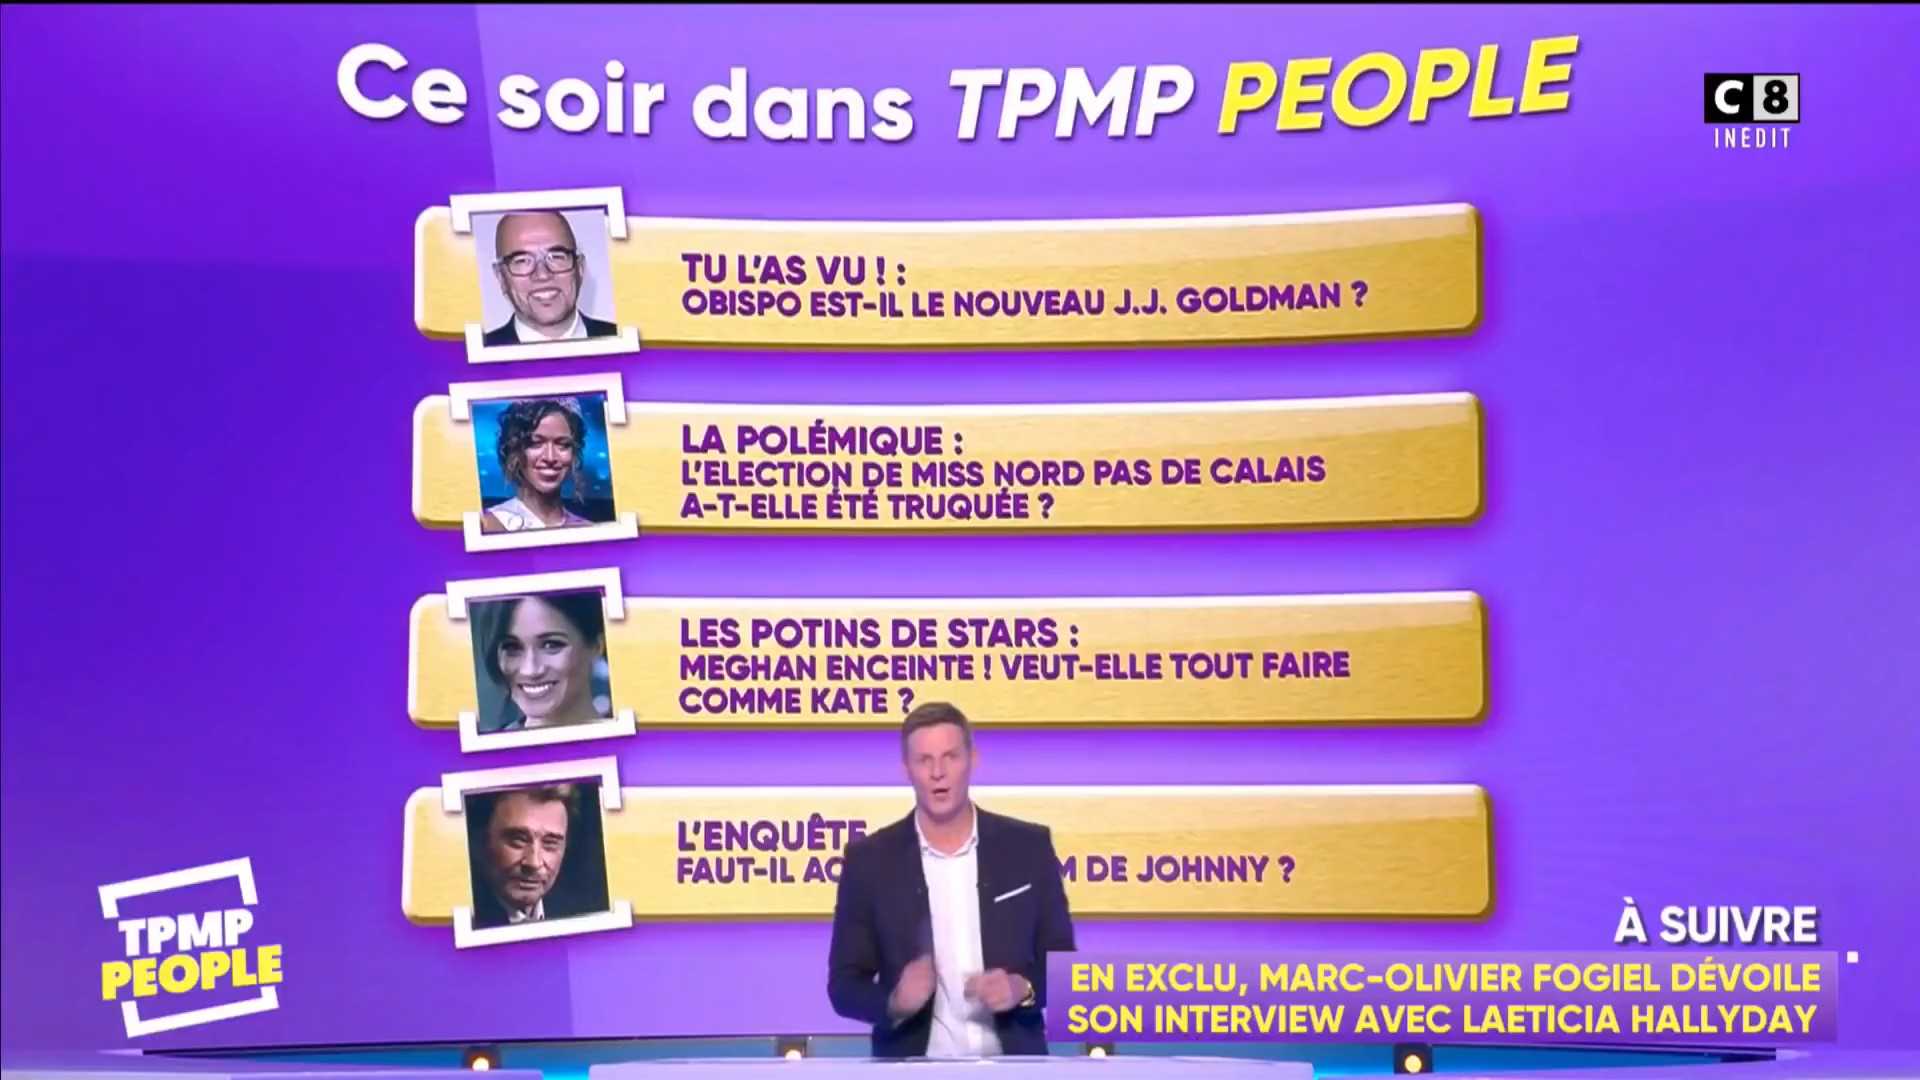 Ce soir dans TPMP PEOPLE
C8
INÉDIT
TU L'AS VU ! :
OBISPO EST-IL LE NOUVEAU J.J. GOLDMAN ?
LA POLÉMIQUE :
L'ELECTION DE MISS NORD PAS DE CALAIS
A-T-ELLE ÉTÉ TRUQUÉE ?
LES POTINS DE STARS :
MEGHAN ENCEINTE ! VEUT-ELLE TOUT FAIRE
COMME KATE ?
L'ENQUÊTE
FAUT-IL DE JOHNNY ?
TPMP
PEOPLE
À SUIVRE
EN EXCLU, MARC-OLIVIER FOGIEL DÉVOILE
SON INTERVIEW AVEC LAETICIA HALLYDAY